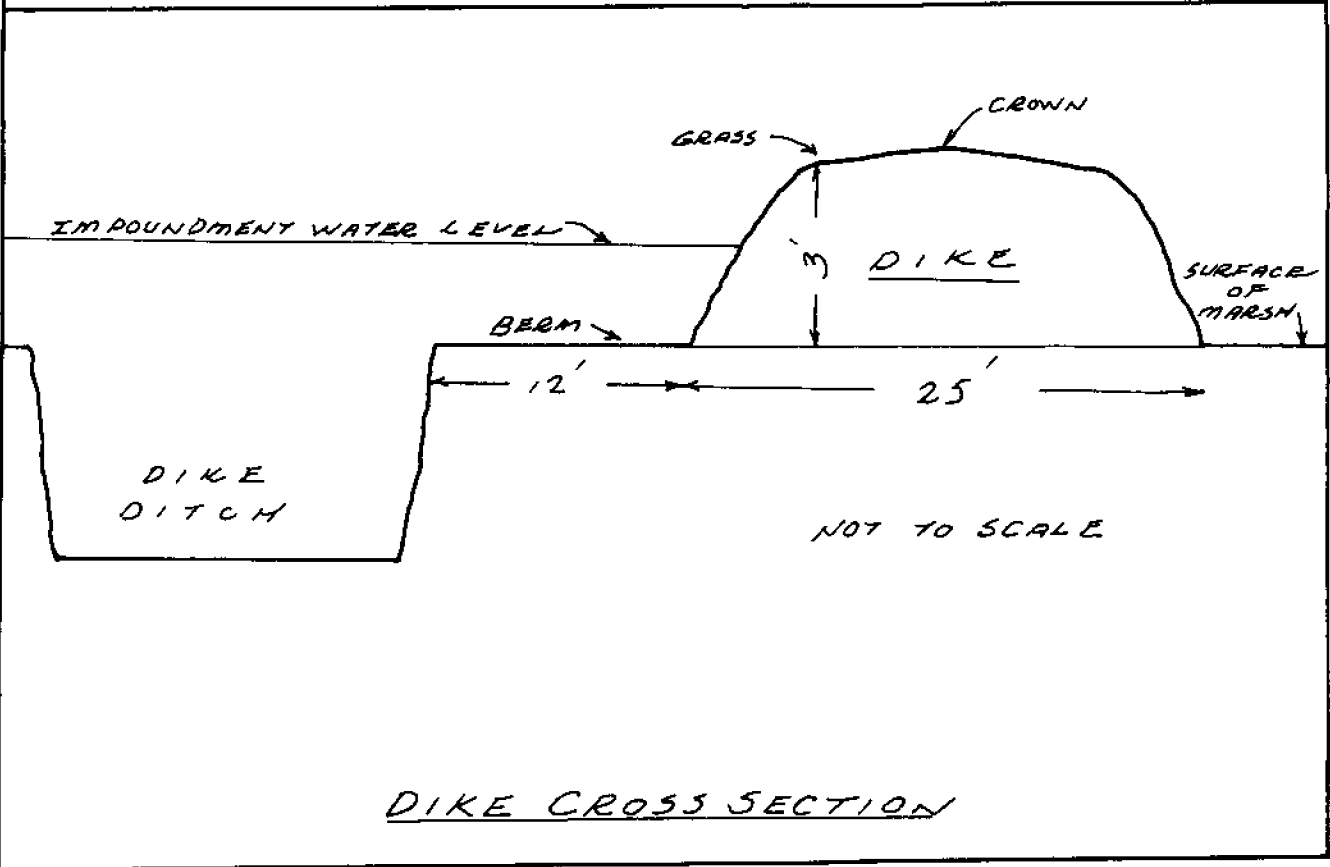 CROWN
GRASS
IMPOUNDMENT WATER LEVEL
3'
DIKE
SURFACE
OF
MARSH
BERM
12'
25'
DIKE
DITCH
NOT TO SCALE
DIKE CROSS SECTION